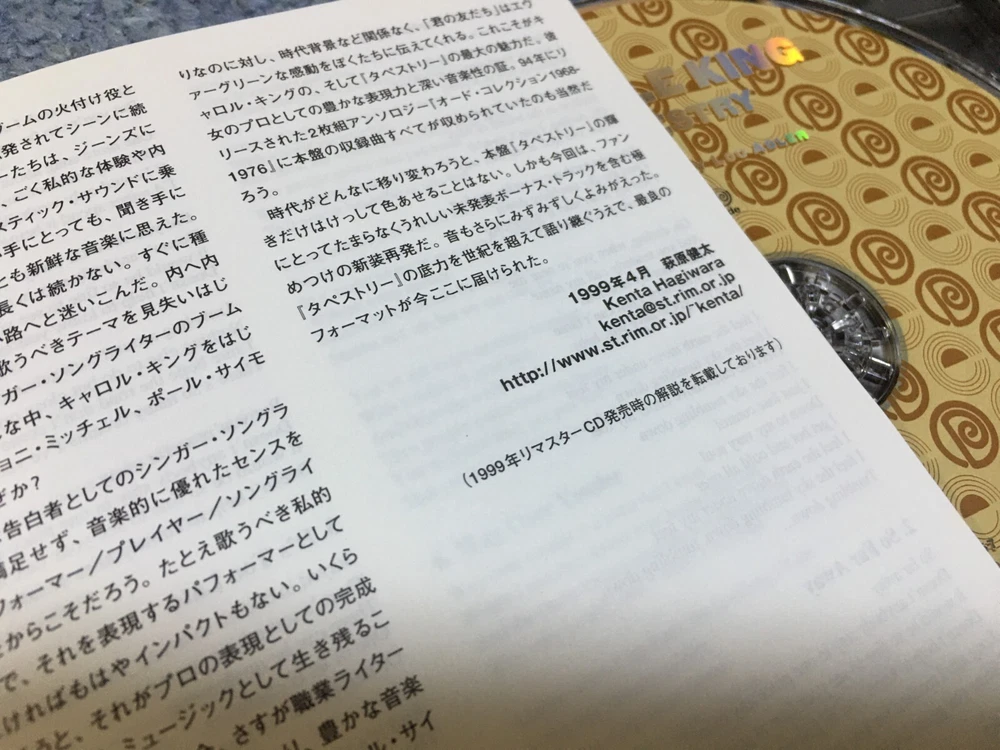 ームの火付け役と
発されてシーンに続
ーたちは、ジーンズに
、ごく私的な体験や内
スティック・サウンドに乗
手にとっても、聞き手に
とも新鮮な音楽に思えた。
長くは続かない。すぐに種
小路へと迷いこんだ。内へ内
歌うべきテーマを見失いはじ
ガー・ソングライターのブーム
な中、キャロル・キングをはじ
ョニ・ミッチェル、ポール・サイモ
ぜか？
告白者としてのシンガー・ソングラ
満足せず、音楽的に優れたセンスを
フォーマー／プレイヤー／ソングライ
からこそだろう。たとえ歌うべき私的
で、それを表現するパフォーマーとして
ければもはやインパクトもない。いくら
うと、それがプロの表現としての完成
ミュージックとして生き残るこ
さすが職業ライター
、豊かな音楽
ル・サイ
りなのに対し、時代背景など関係なく、「君の友だち」はエヴ
ァーグリーンな感動をぼくたちに伝えてくれる。これこそがキ
ャロル・キングの、そして『タペストリー』の最大の魅力だ。彼
女のプロとしての豊かな表現力と深い音楽性の証。94年にリ
リースされた2枚組アンソロジー『オード・コレクション1968-
1976』に本盤の収録曲すべてが収められていたのも当然だ
ろう。
時代がどんなに移り変わろうと、本盤『タペストリー』の輝
きだけはけっして色あせることはない。しかも今回は、ファン
にとってたまらなくうれしい未発表ボーナス・トラックを含む極
めつけの新装再発だ。音もさらにみずみずしくよみがえった。
『タペストリー』の底力を世紀を超えて語り継ぐうえで、最良の
フォーマットが今ここに届けられた。
1999年4月　萩原健太
Kenta Hagiwara
kenta@st.rim.or.jp
http://www.st.rim.or.jp/~kenta/
（1999年リマスターCD発売時の解説を転載しております）
E KING
ESTRY
LOU ADLER